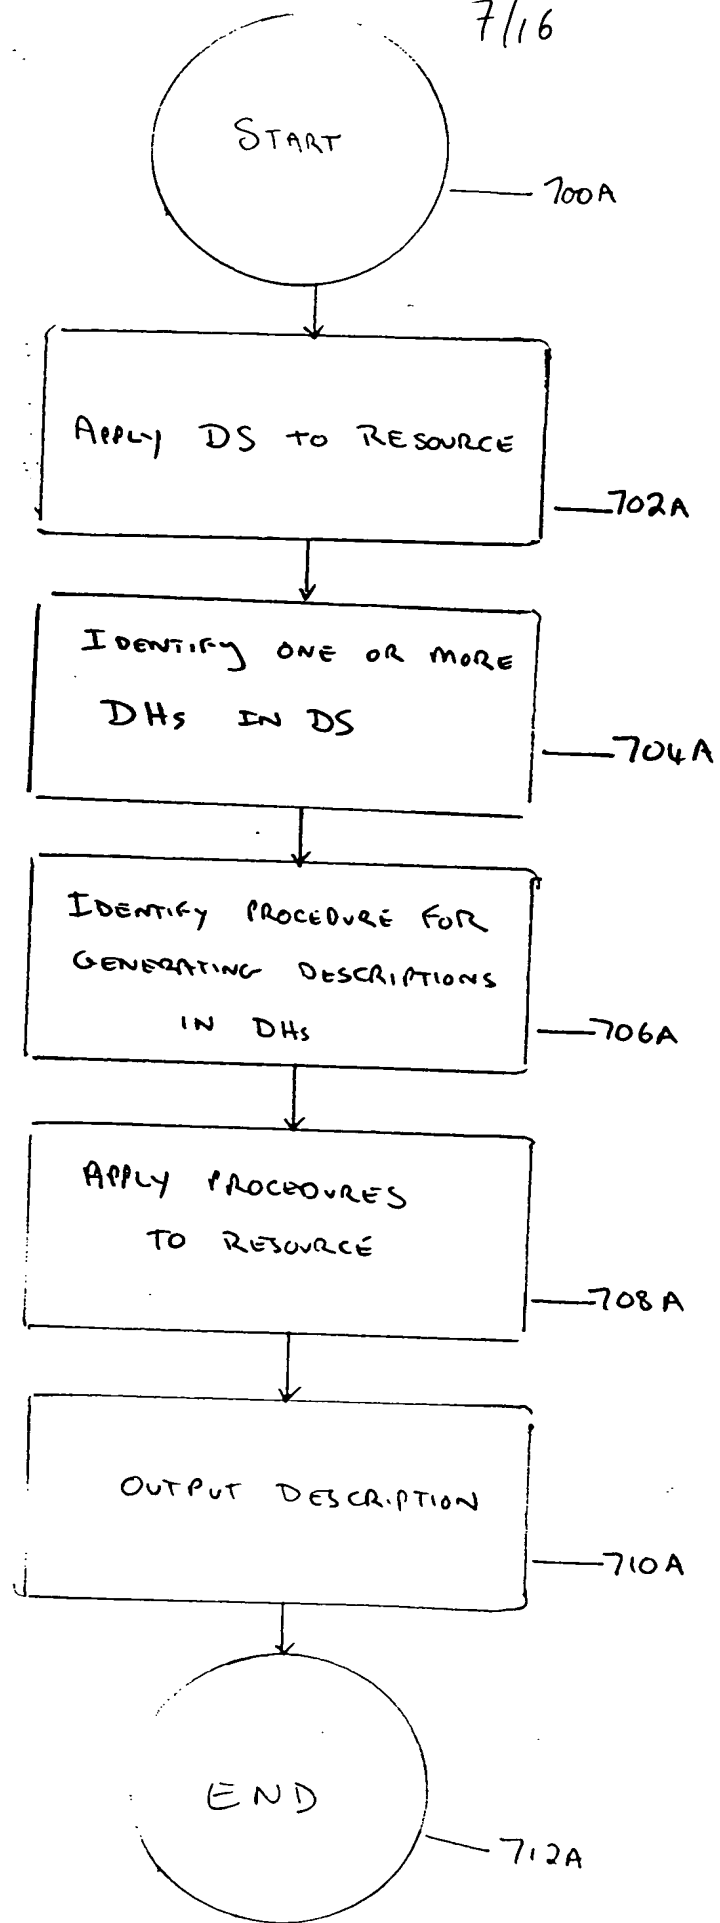 7/16
START
700A
APPLY DS TO RESOURCE
702A
IDENTIFY ONE OR MORE
DHs IN DS
704A
IDENTIFY PROCEDURE FOR
GENERATING DESCRIPTIONS
IN DHs
706A
APPLY PROCEDURES
TO RESOURCE
708A
OUTPUT DESCRIPTION
710A
END
712A